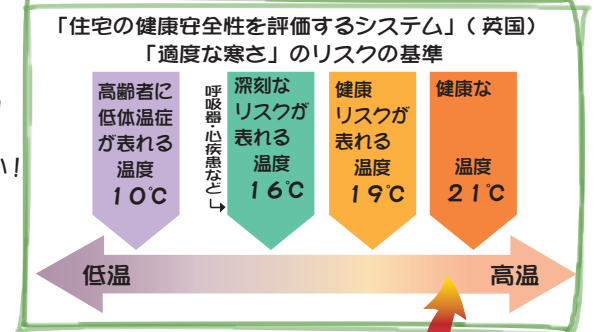 「住宅の健康安全性を評価するシステム」(英国)
「適度な寒さ」のリスクの基準
高齢者に
低体温症
が表れる
温度
10℃
呼吸器・心疾患など
深刻な
リスクが
表れる
温度
16℃
健康
リスクが
表れる
温度
19℃
健康な
温度
21℃
低温
高温
い!